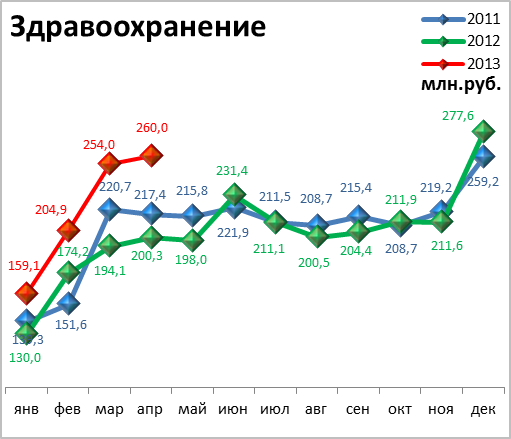 Здравоохранение
2011
2012
2013
млн.руб.
277,6
254,0
260,0
231,4
220,7
217,4
215,8
211,5
208,7
215,4
211,9
219,2
259,2
204,9
174,2
194,1
200,3
198,0
221,9
211,1
200,5
204,4
208,7
211,6
159,1
151,6
130,0
янв
фев
мар
апр
май
июн
июл
авг
сен
окт
ноя
дек